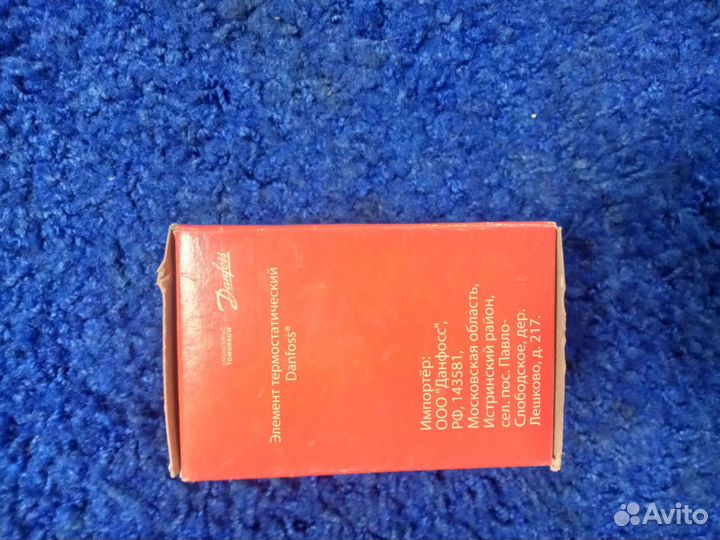 ENGINEERING
TOMORROW
Danfoss
Элемент термостатический
Danfoss®
Импортёр:
ООО "Данфосс",
РФ, 143581,
Московская область,
Истринский район,
сел. пос. Павло-
Слободское, дер.
Лешково, д. 217.
Avito